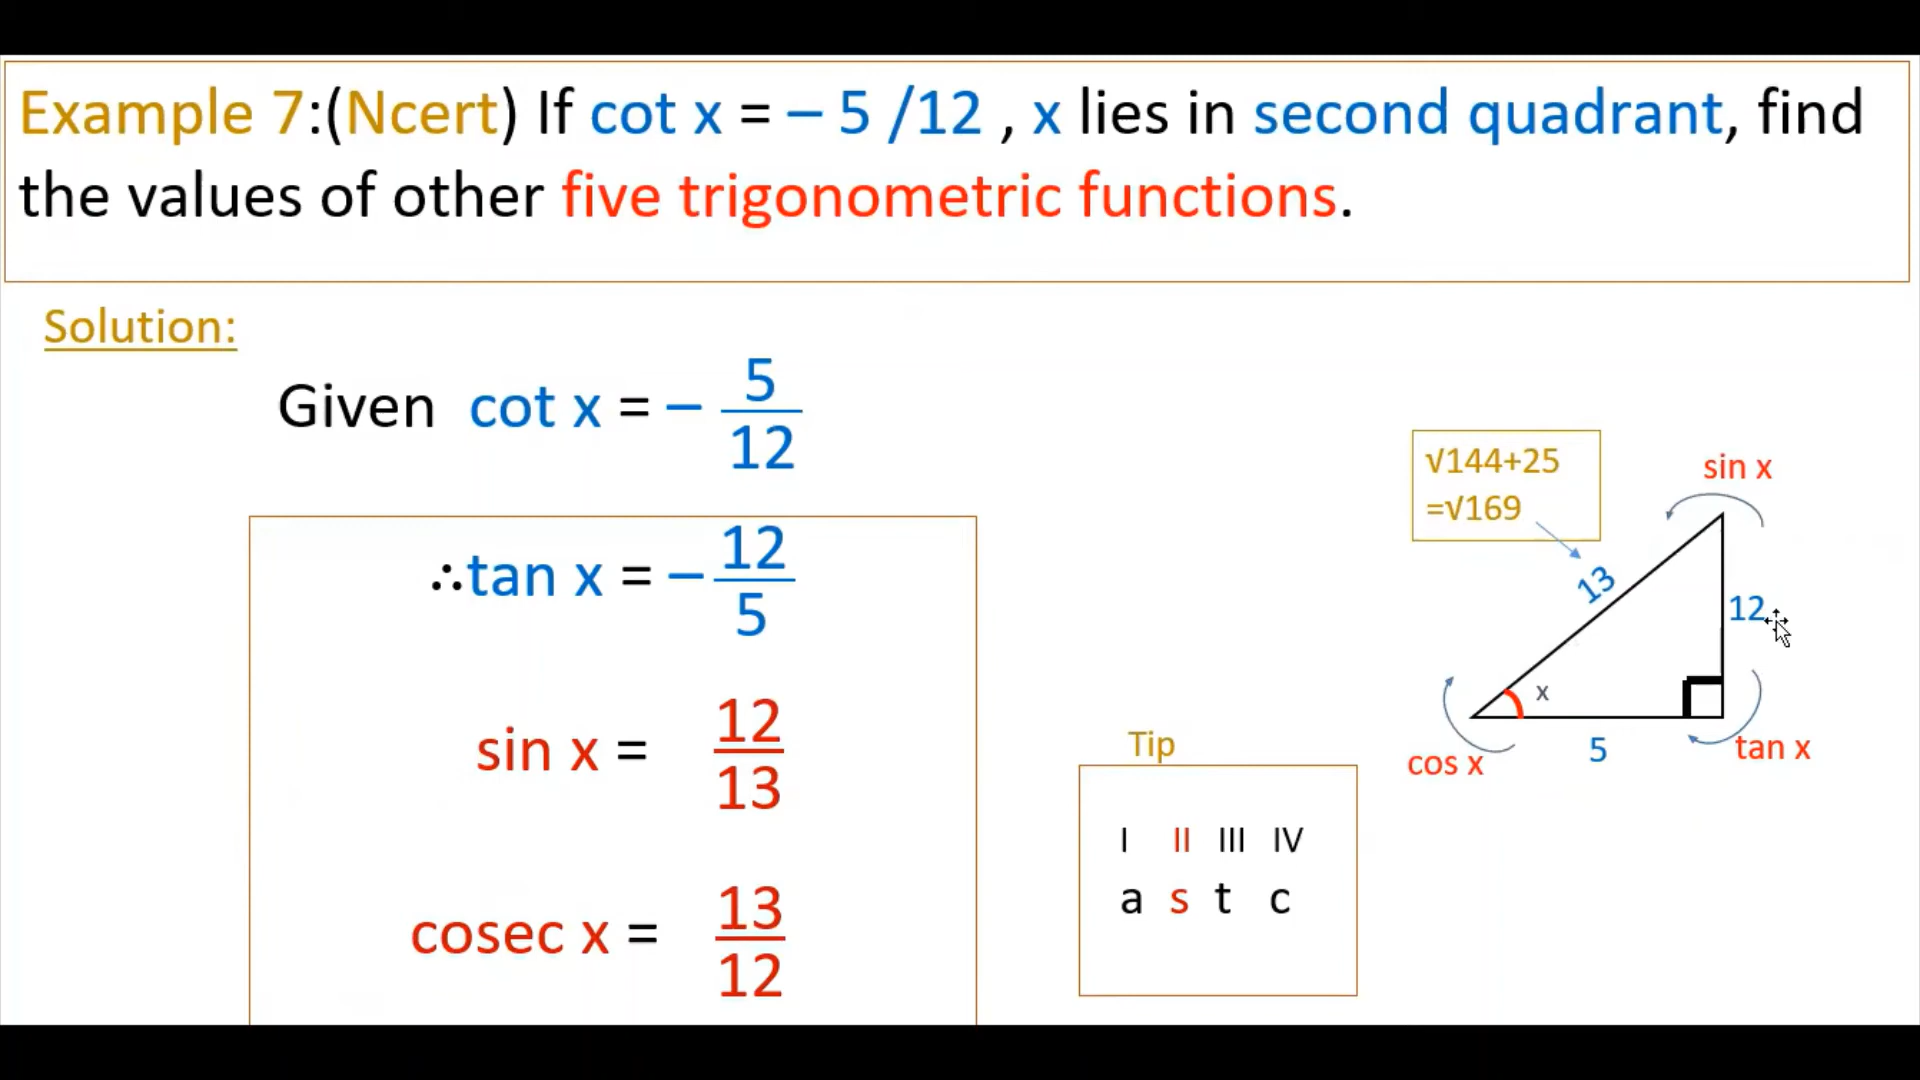 Example 7:(Ncert) If cot x = – 5 /12 , x lies in second quadrant, find
the values of other five trigonometric functions.
Solution:
Given cot x = – 5/12
∴tan x = – 12/5
sin x = 12/13
cosec x = 13/12
Tip
I II III IV
a s t c
√144+25
=√169
sin x
13
12
x
cos x
5
tan x